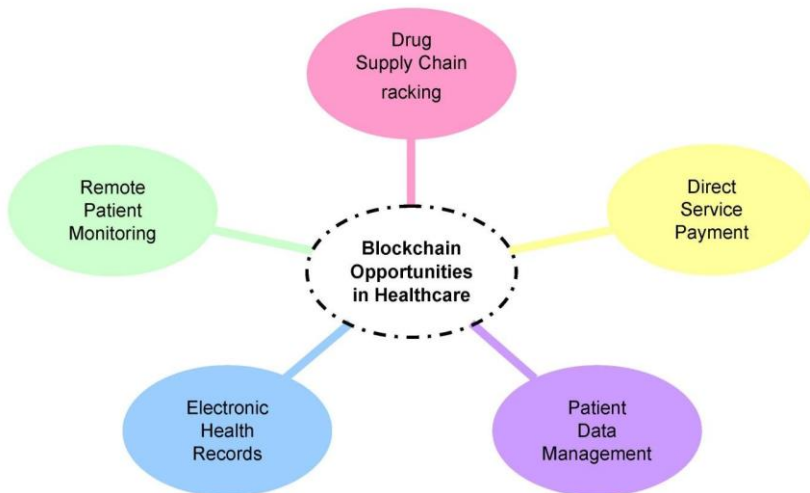 Drug
Supply Chain
racking
Remote
Patient
Monitoring
Direct
Service
Payment
Blockchain
Opportunities
in Healthcare
Electronic
Health
Records
Patient
Data
Management